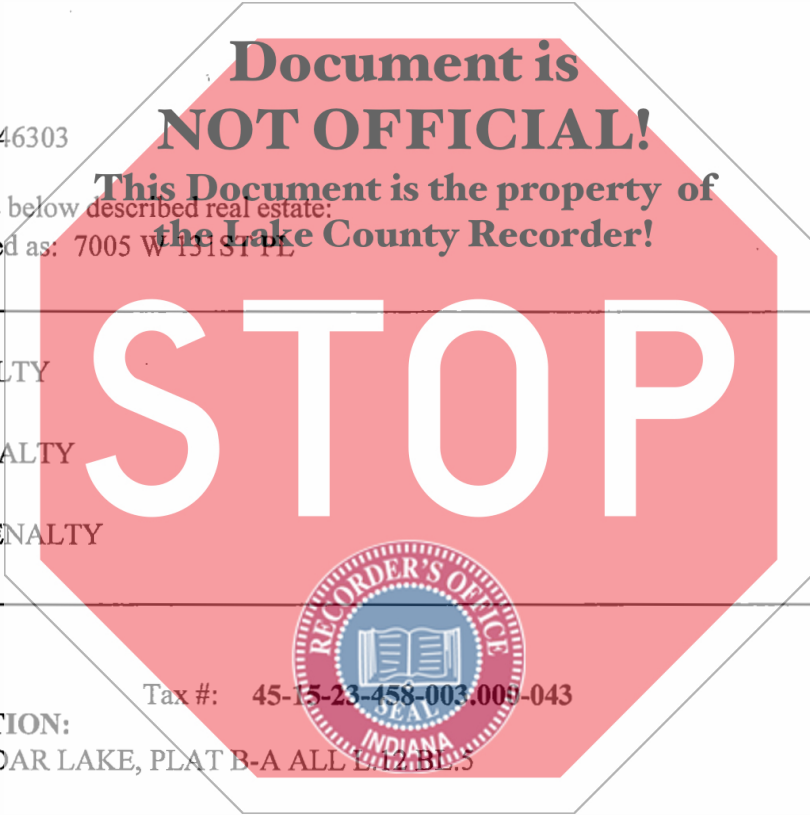 Document is
NOT OFFICIAL!
46303
This Document is the property of
below described real estate:
the Lake County Recorder!
d as: 7005 W 131ST PL
STOP
LTY
ALTY
ENALTY
RECORDER'S OFFICE
SEAL
INDIANA
Tax #: 45-15-23-458-003.000-043
TION:
DAR LAKE, PLAT B-A ALL L.12 BL.5